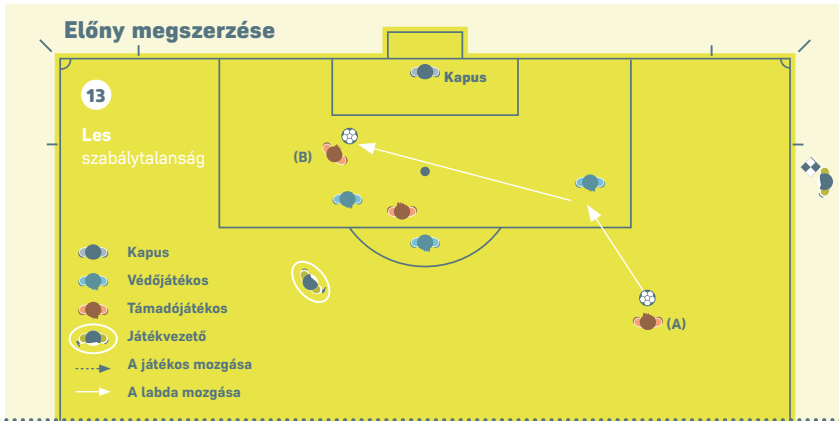 Előny megszerzése
Kapus
13
Les
szabálytalanság
(B)
(A)
Kapus
Védőjátékos
Támadójátékos
Játékvezető
A játékos mozgása
A labda mozgása